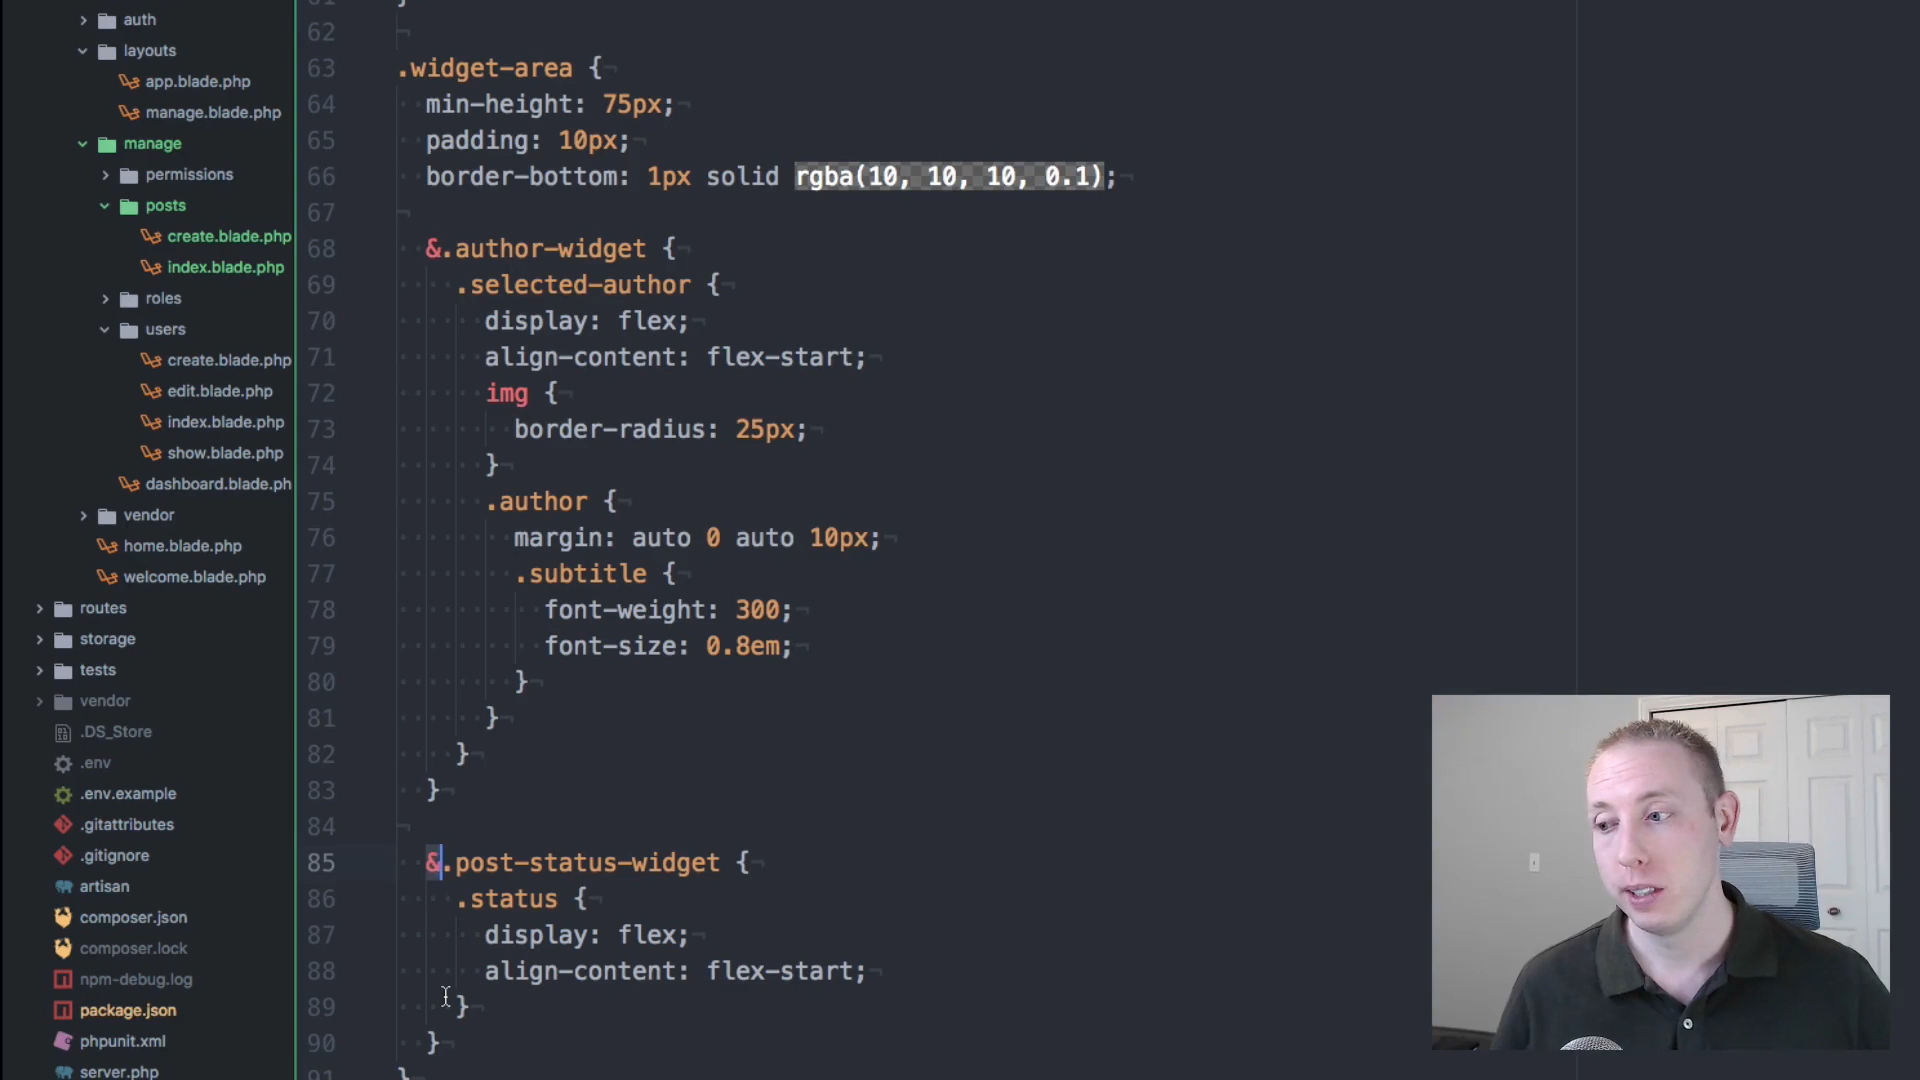 auth
layouts
app.blade.php
manage.blade.php
manage
permissions
posts
create.blade.php
index.blade.php
roles
users
create.blade.php
edit.blade.php
index.blade.php
show.blade.php
dashboard.blade.ph
vendor
home.blade.php
welcome.blade.php
routes
storage
tests
vendor
.DS_Store
.env
.env.example
.gitattributes
.gitignore
artisan
composer.json
composer.lock
npm-debug.log
package.json
phpunit.xml
server.php
61 }
62
63 .widget-area {
64 min-height: 75px;
65 padding: 10px;
66 border-bottom: 1px solid rgba(10, 10, 10, 0.1);
67
68 &.author-widget {
69 .selected-author {
70 display: flex;
71 align-content: flex-start;
72 img {
73 border-radius: 25px;
74 }
75 .author {
76 margin: auto 0 auto 10px;
77 .subtitle {
78 font-weight: 300;
79 font-size: 0.8em;
80 }
81 }
82 }
83 }
84
85 &.post-status-widget {
86 .status {
87 display: flex;
88 align-content: flex-start;
89 }
90 }
91 }